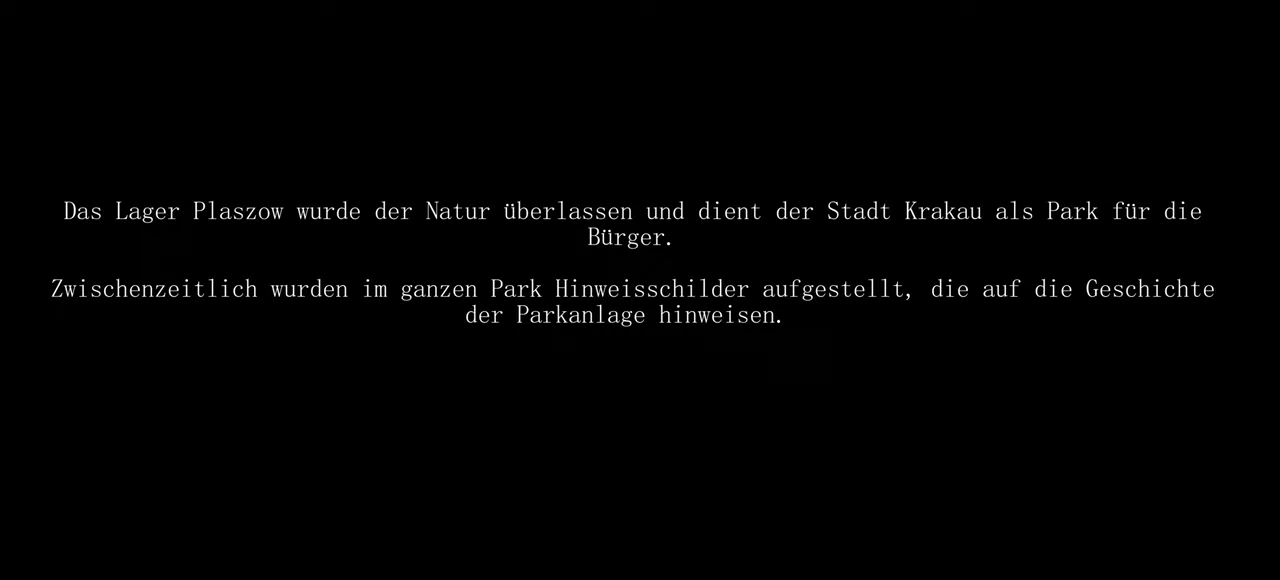 Das Lager Plaszow wurde der Natur überlassen und dient der Stadt Krakau als Park für die
Bürger.
Zwischenzeitlich wurden im ganzen Park Hinweisschilder aufgestellt, die auf die Geschichte
der Parkanlage hinweisen.